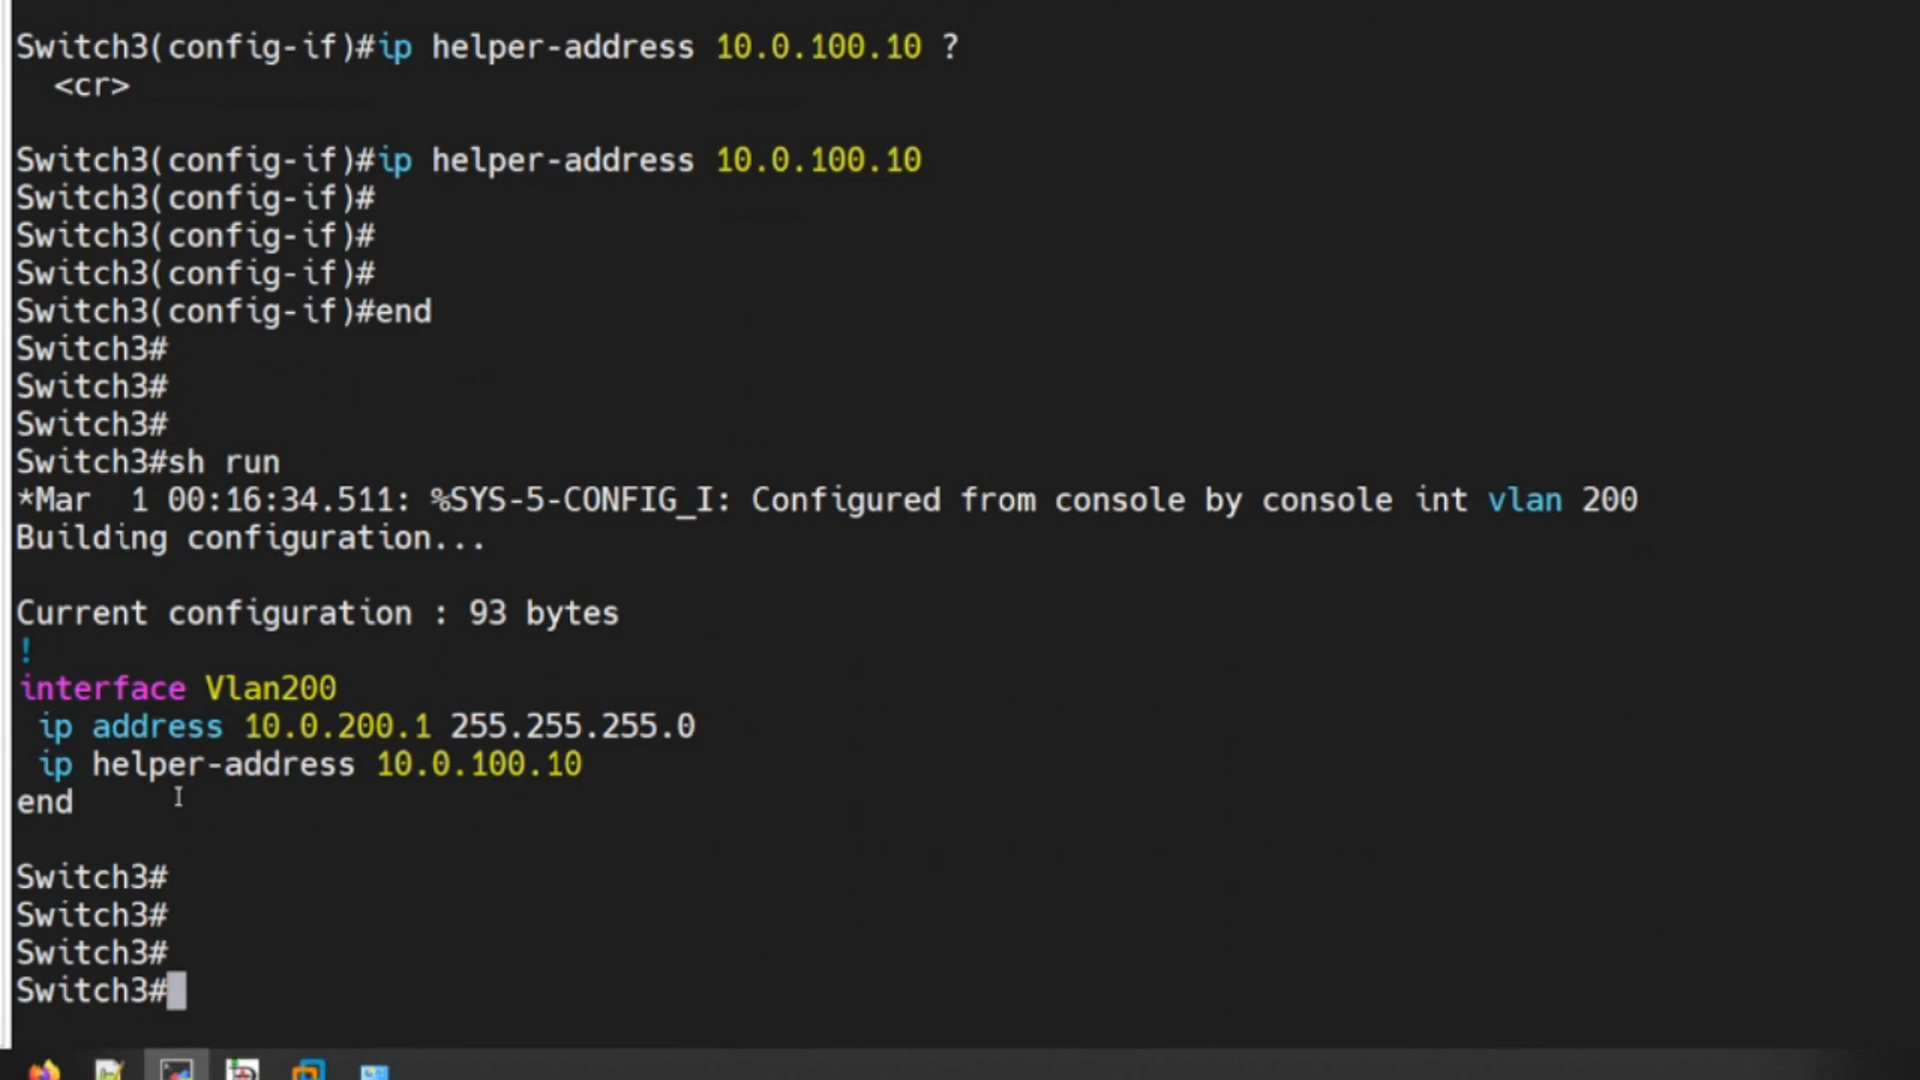 Switch3(config-if)#ip helper-address 10.0.100.10 ?
  <cr>
Switch3(config-if)#ip helper-address 10.0.100.10
Switch3(config-if)#
Switch3(config-if)#
Switch3(config-if)#
Switch3(config-if)#end
Switch3#
Switch3#
Switch3#
Switch3#sh run
*Mar  1 00:16:34.511: %SYS-5-CONFIG_I: Configured from console by console int vlan 200
Building configuration...
Current configuration : 93 bytes
!
interface Vlan200
 ip address 10.0.200.1 255.255.255.0
 ip helper-address 10.0.100.10
end
Switch3#
Switch3#
Switch3#
Switch3#